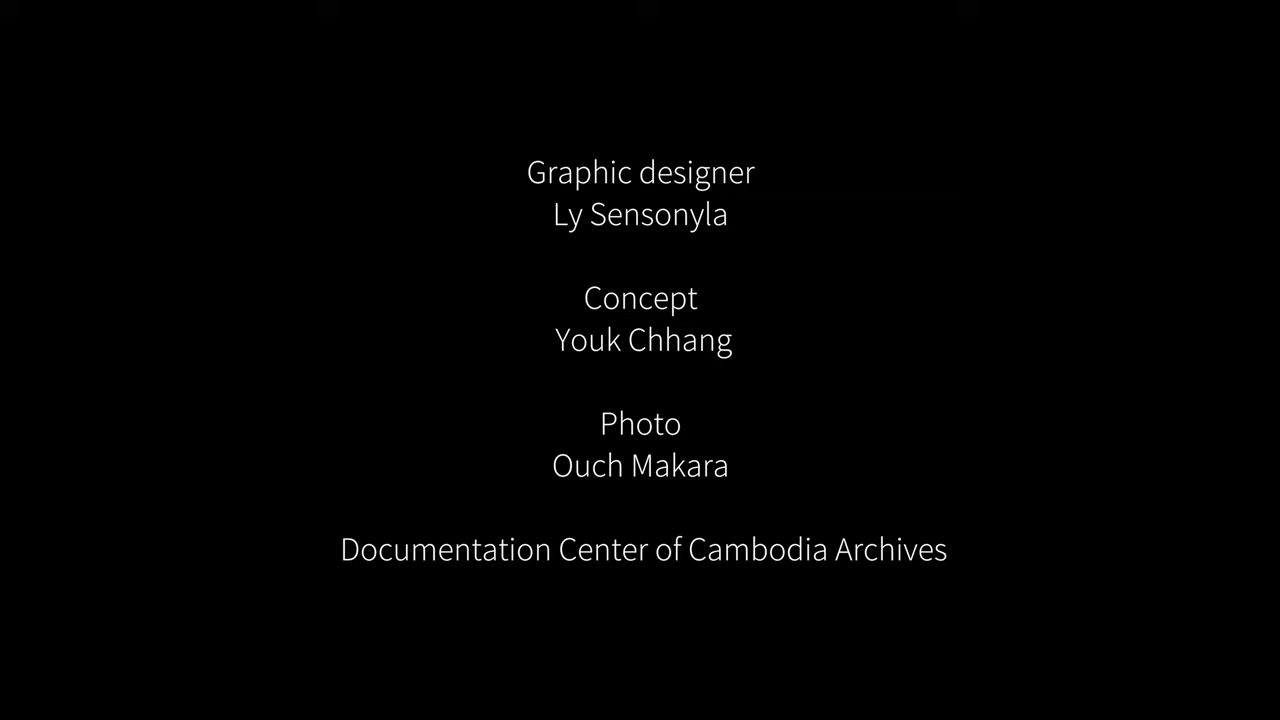 Graphic designer
Ly Sensonyla
Concept
Youk Chhang
Photo
Ouch Makara
Documentation Center of Cambodia Archives